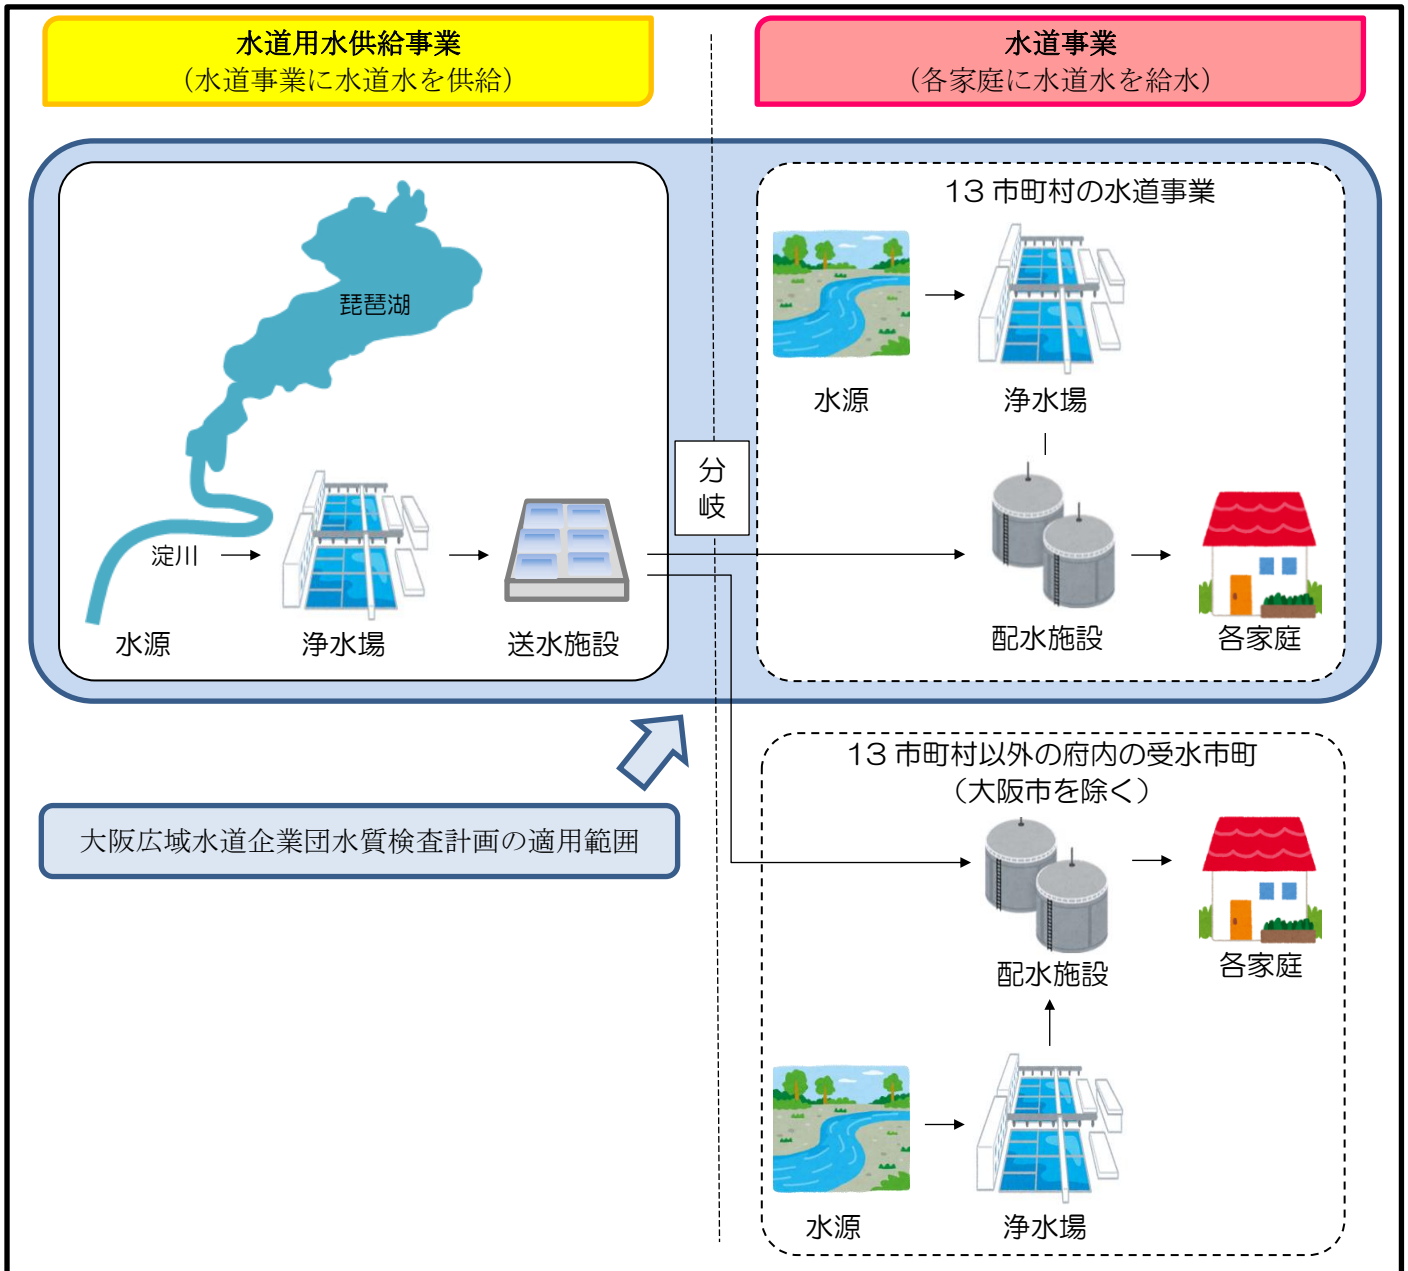 水道用水供給事業
（水道事業に水道水を供給）
水道事業
（各家庭に水道水を給水）
琵琶湖
淀川
水源
浄水場
送水施設
分
岐
13 市町村の水道事業
水源
浄水場
配水施設
各家庭
大阪広域水道企業団水質検査計画の適用範囲
13 市町村以外の府内の受水市町
（大阪市を除く）
配水施設
各家庭
水源
浄水場